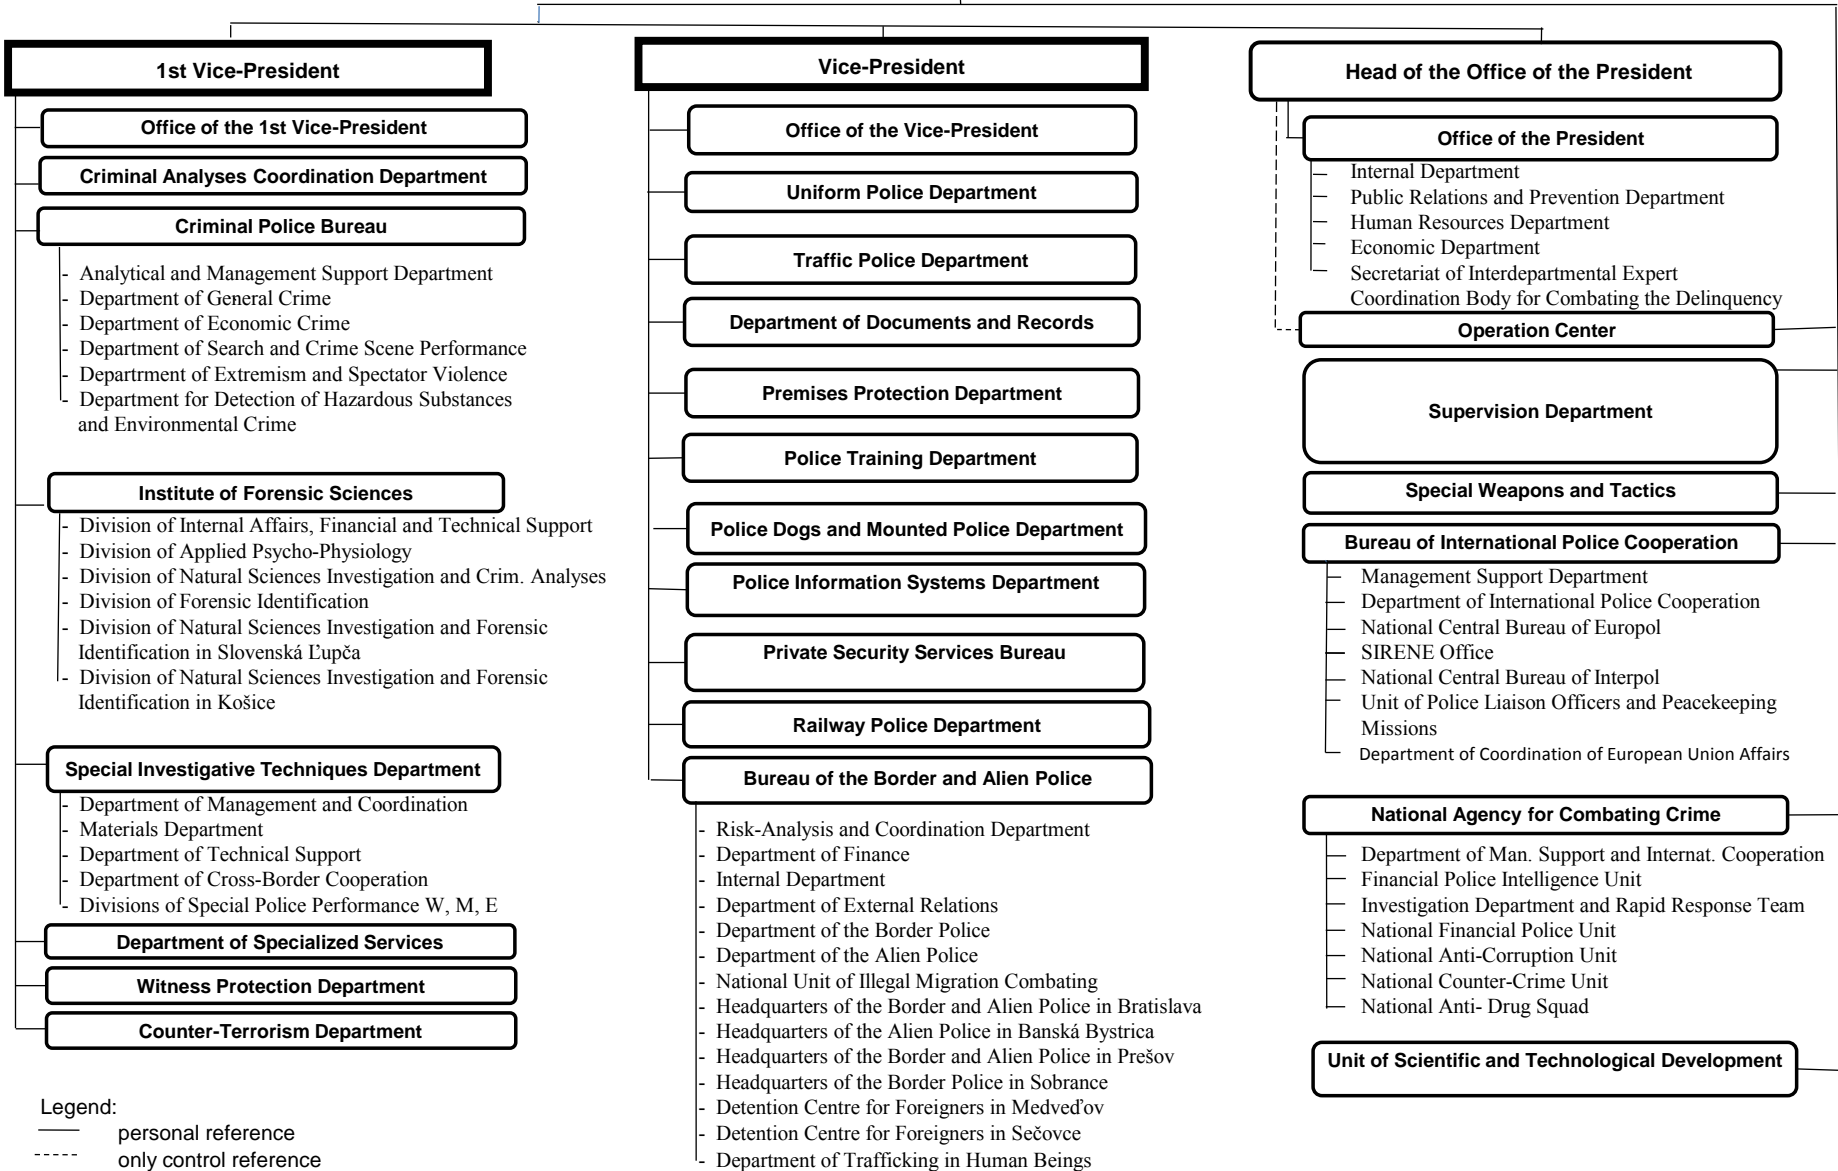 1st Vice-President
Office of the 1st Vice-President
Criminal Analyses Coordination Department
Criminal Police Bureau
- Analytical and Management Support Department
- Department of General Crime
- Department of Economic Crime
- Department of Search and Crime Scene Performance
- Departrment of Extremism and Spectator Violence
- Department for Detection of Hazardous Substances
and Environmental Crime
Institute of Forensic Sciences
- Division of Internal Affairs, Financial and Technical Support
- Division of Applied Psycho-Physiology
- Division of Natural Sciences Investigation and Crim. Analyses
- Division of Forensic Identification
- Division of Natural Sciences Investigation and Forensic
Identification in Slovenská Ľupča
- Division of Natural Sciences Investigation and Forensic
Identification in Košice
Special Investigative Techniques Department
- Department of Management and Coordination
- Materials Department
- Department of Technical Support
- Department of Cross-Border Cooperation
- Divisions of Special Police Performance W, M, E
Department of Specialized Services
Witness Protection Department
Counter-Terrorism Department
Legend:
personal reference
only control reference
Vice-President
Office of the Vice-President
Uniform Police Department
Traffic Police Department
Department of Documents and Records
Premises Protection Department
Police Training Department
Police Dogs and Mounted Police Department
Police Information Systems Department
Private Security Services Bureau
Railway Police Department
Bureau of the Border and Alien Police
- Risk-Analysis and Coordination Department
- Department of Finance
- Internal Department
- Department of External Relations
- Department of the Border Police
- Department of the Alien Police
- National Unit of Illegal Migration Combating
- Headquarters of the Border and Alien Police in Bratislava
- Headquarters of the Alien Police in Banská Bystrica
- Headquarters of the Border and Alien Police in Prešov
- Headquarters of the Border Police in Sobrance
- Detention Centre for Foreigners in Medveďov
- Detention Centre for Foreigners in Sečovce
- Department of Trafficking in Human Beings
Head of the Office of the President
Office of the President
Internal Department
Public Relations and Prevention Department
Human Resources Department
Economic Department
Secretariat of Interdepartmental Expert
Coordination Body for Combating the Delinquency
Operation Center
Supervision Department
Special Weapons and Tactics
Bureau of International Police Cooperation
Management Support Department
Department of International Police Cooperation
National Central Bureau of Europol
SIRENE Office
National Central Bureau of Interpol
Unit of Police Liaison Officers and Peacekeeping
Missions
Department of Coordination of European Union Affairs
National Agency for Combating Crime
Department of Man. Support and Internat. Cooperation
Financial Police Intelligence Unit
Investigation Department and Rapid Response Team
National Financial Police Unit
National Anti-Corruption Unit
National Counter-Crime Unit
National Anti- Drug Squad
Unit of Scientific and Technological Development